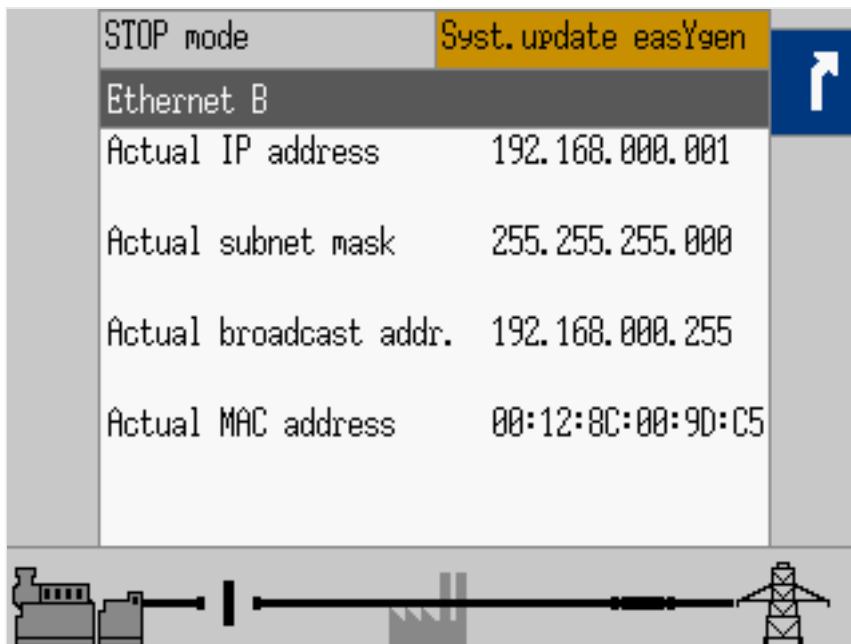 STOP mode Syst.update easYgen
Ethernet B
Actual IP address 192.168.000.001
Actual subnet mask 255.255.255.000
Actual broadcast addr. 192.168.000.255
Actual MAC address 00:12:8C:00:9D:C5